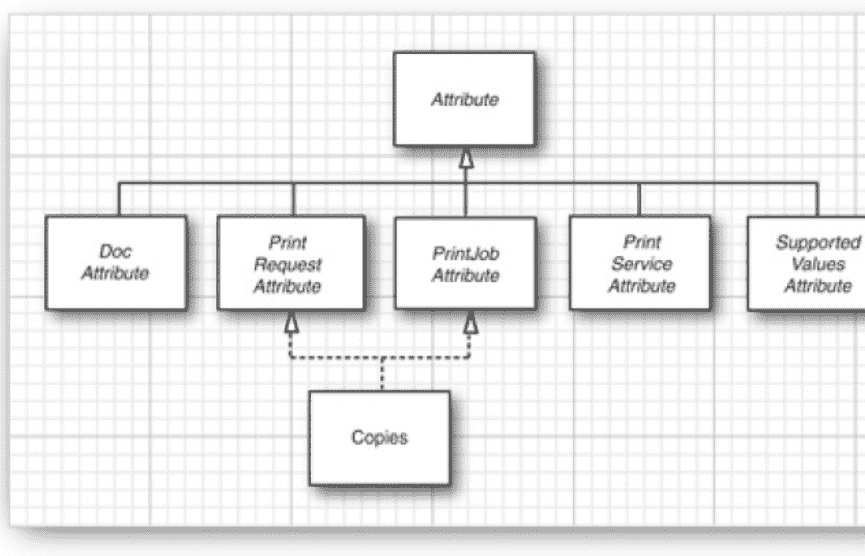 Attribute
Doc
Attribute
Print
Request
Attribute
PrintJob
Attribute
Print
Service
Attribute
Supported
Values
Attribute
Copies